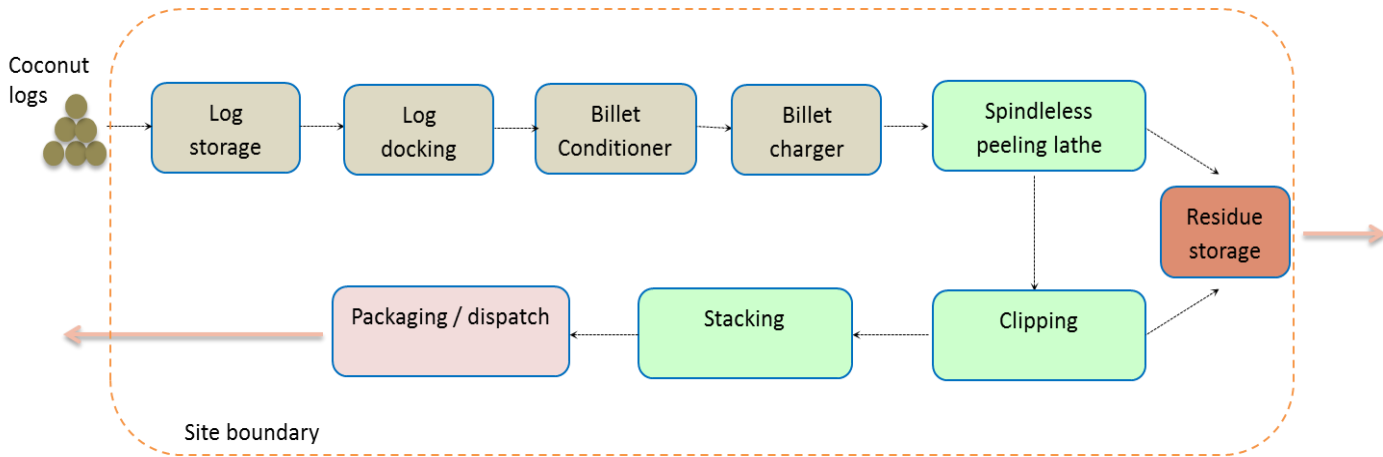 Coconut
logs
Log
storage
Log
docking
Billet
Conditioner
Billet
charger
Spindleless
peeling lathe
Residue
storage
Packaging / dispatch
Stacking
Clipping
Site boundary